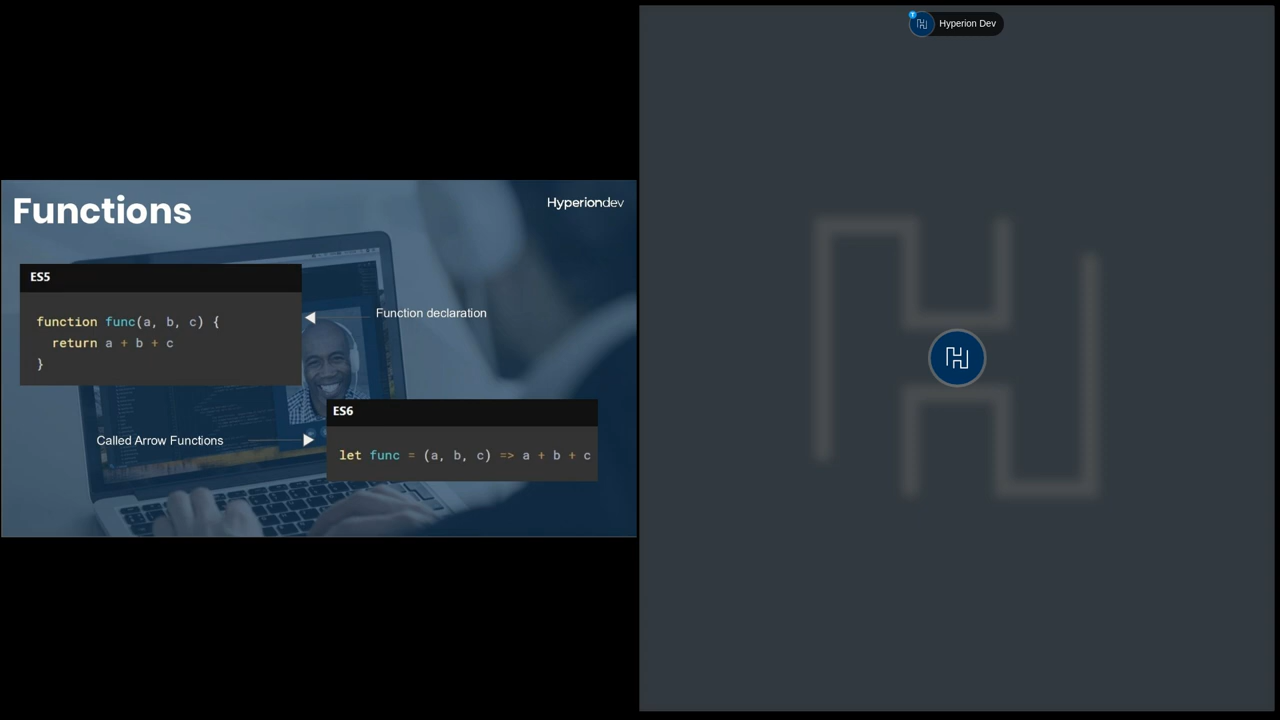 Functions
Hyperiondev
ES5
function func(a, b, c) {
return a + b + c
}
Function declaration
ES6
Called Arrow Functions
let func = (a, b, c) => a + b + c
Hyperion Dev